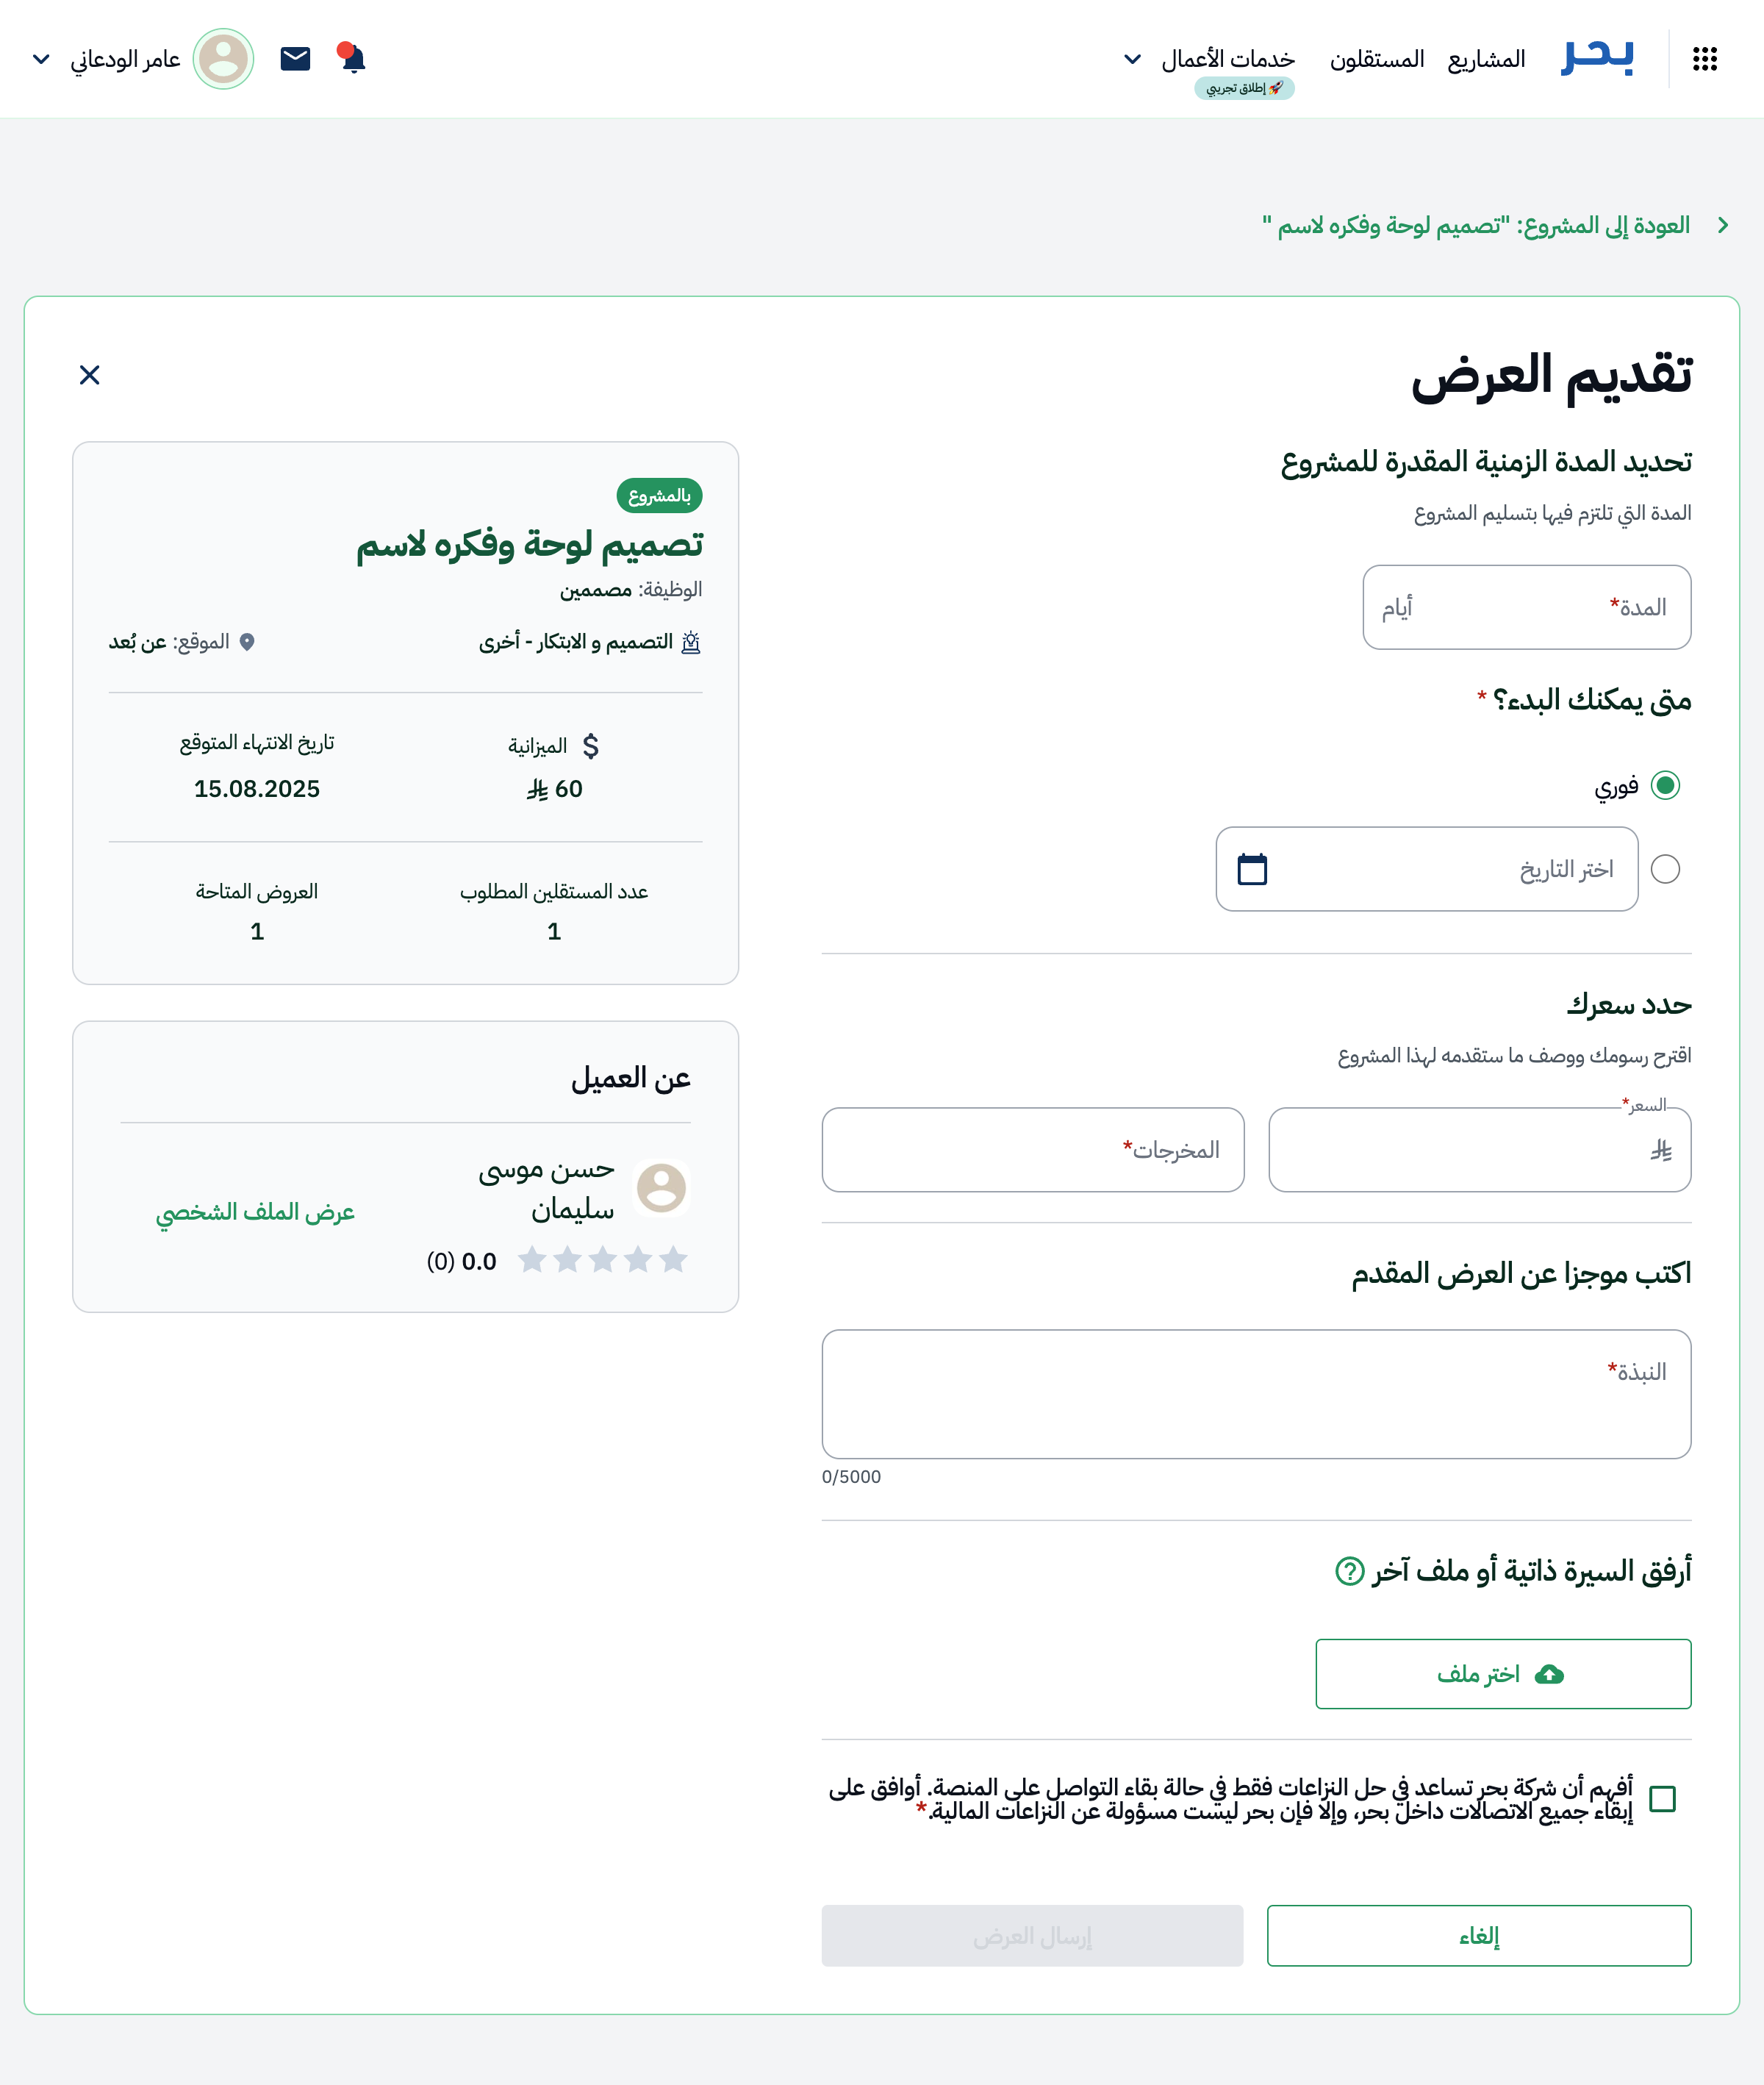 بحر
المشاريع
المستقلون
خدمات الأعمال
إطلاق تجريبي 🚀
عامر الودعاني
العودة إلى المشروع: "تصميم لوحة وفكره لاسم "
تقديم العرض
تحديد المدة الزمنية المقدرة للمشروع
المدة التي تلتزم فيها بتسليم المشروع
المدة* أيام
متى يمكنك البدء؟ *
فوري
اختر التاريخ
حدد سعرك
اقترح رسومك ووصف ما ستقدمه لهذا المشروع
السعر*
المخرجات*
اكتب موجزا عن العرض المقدم
النبذة*
0/5000
أرفق السيرة ذاتية أو ملف آخر
اختر ملف
أفهم أن شركة بحر تساعد في حل النزاعات فقط في حالة بقاء التواصل على المنصة. أوافق على
إبقاء جميع الاتصالات داخل بحر، وإلا فإن بحر ليست مسؤولة عن النزاعات المالية.*
إلغاء
إرسال العرض
بالمشروع
تصميم لوحة وفكره لاسم
الوظيفة: مصممين
التصميم و الابتكار - أخرى
الموقع: عن بُعد
الميزانية
60
تاريخ الانتهاء المتوقع
15.08.2025
عدد المستقلين المطلوب
1
العروض المتاحة
1
عن العميل
حسن موسى
سليمان
عرض الملف الشخصي
0.0 (0)